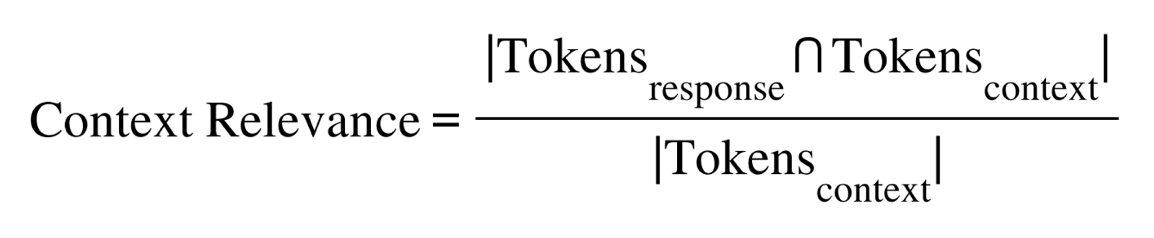 |Tokens_response ∩ Tokens_context|
Context Relevance =
|Tokens_context|